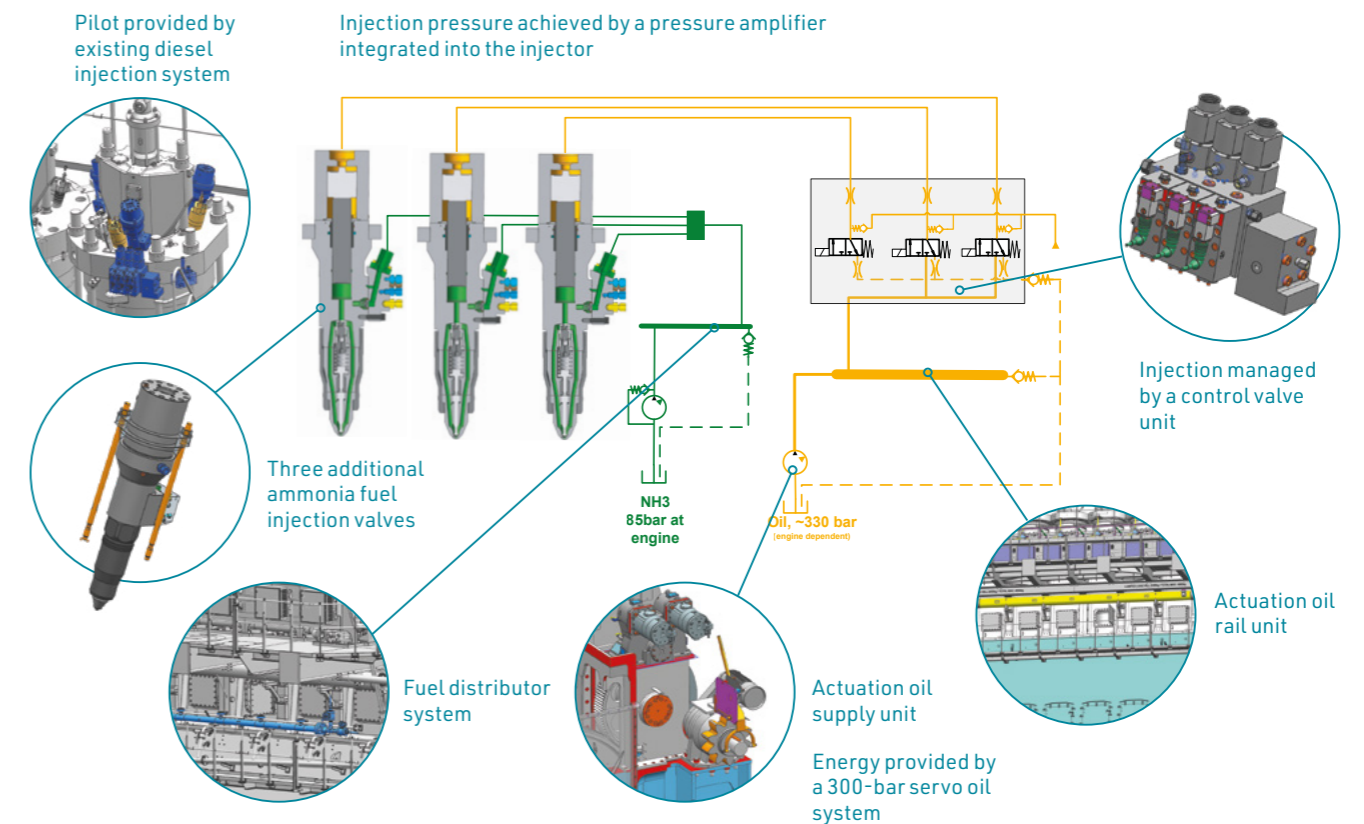 Pilot provided by
existing diesel
injection system
Injection pressure achieved by a pressure amplifier
integrated into the injector
Injection managed
by a control valve
unit
Three additional
ammonia fuel
injection valves
NH3
85bar at
engine
Oil, ~330 bar
(engine dependent)
Fuel distributor
system
Actuation oil
supply unit
Energy provided by
a 300-bar servo oil
system
Actuation oil
rail unit